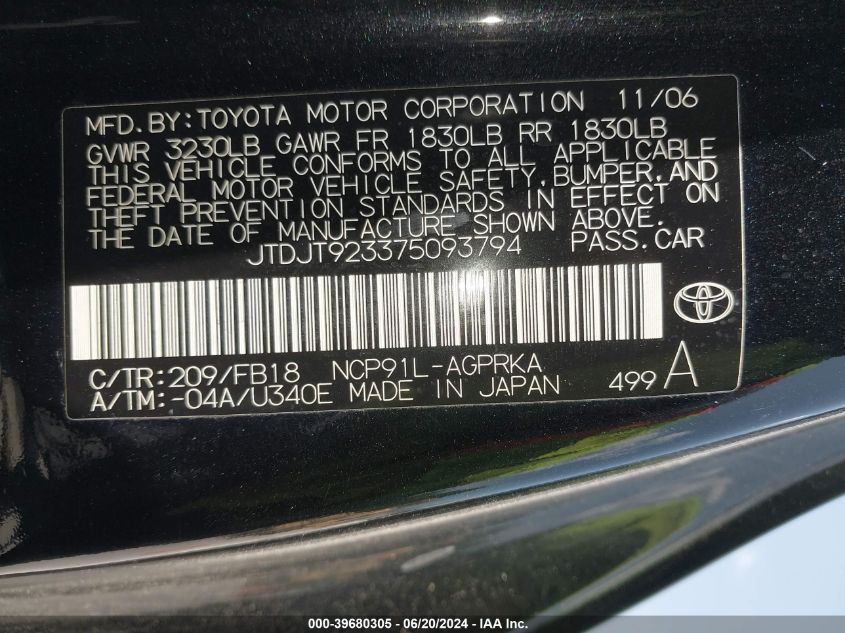 MFD.BY:TOYOTA MOTOR CORPORATION 11/06
GVWR 3230LB GAWR FR 1830LB RR 1830LB
THIS VEHICLE CONFORMS TO ALL APPLICABLE
FEDERAL MOTOR VEHICLE SAFETY,BUMPER,AND
THEFT PREVENTION STANDARDS IN EFFECT ON
THE DATE OF MANUFACTURE SHOWN ABOVE.
JTDJT923375093794 PASS.CAR
C/TR:209/FB18 NCP91L-AGPRKA
A/TM:-04A/U340E MADE IN JAPAN 499A
000-39680305 - 06/20/2024 - IAA Inc.